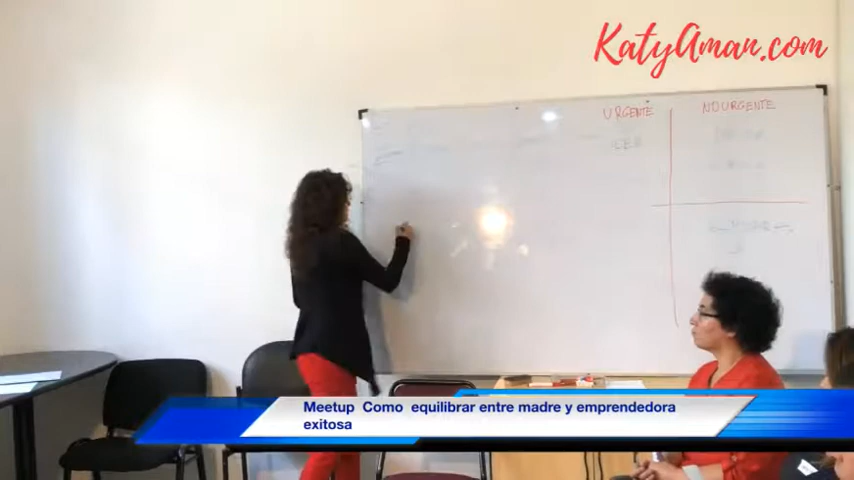 KatyAman.com
URGENTE
NO URGENTE
Meetup Como equilibrar entre madre y emprendedora
exitosa